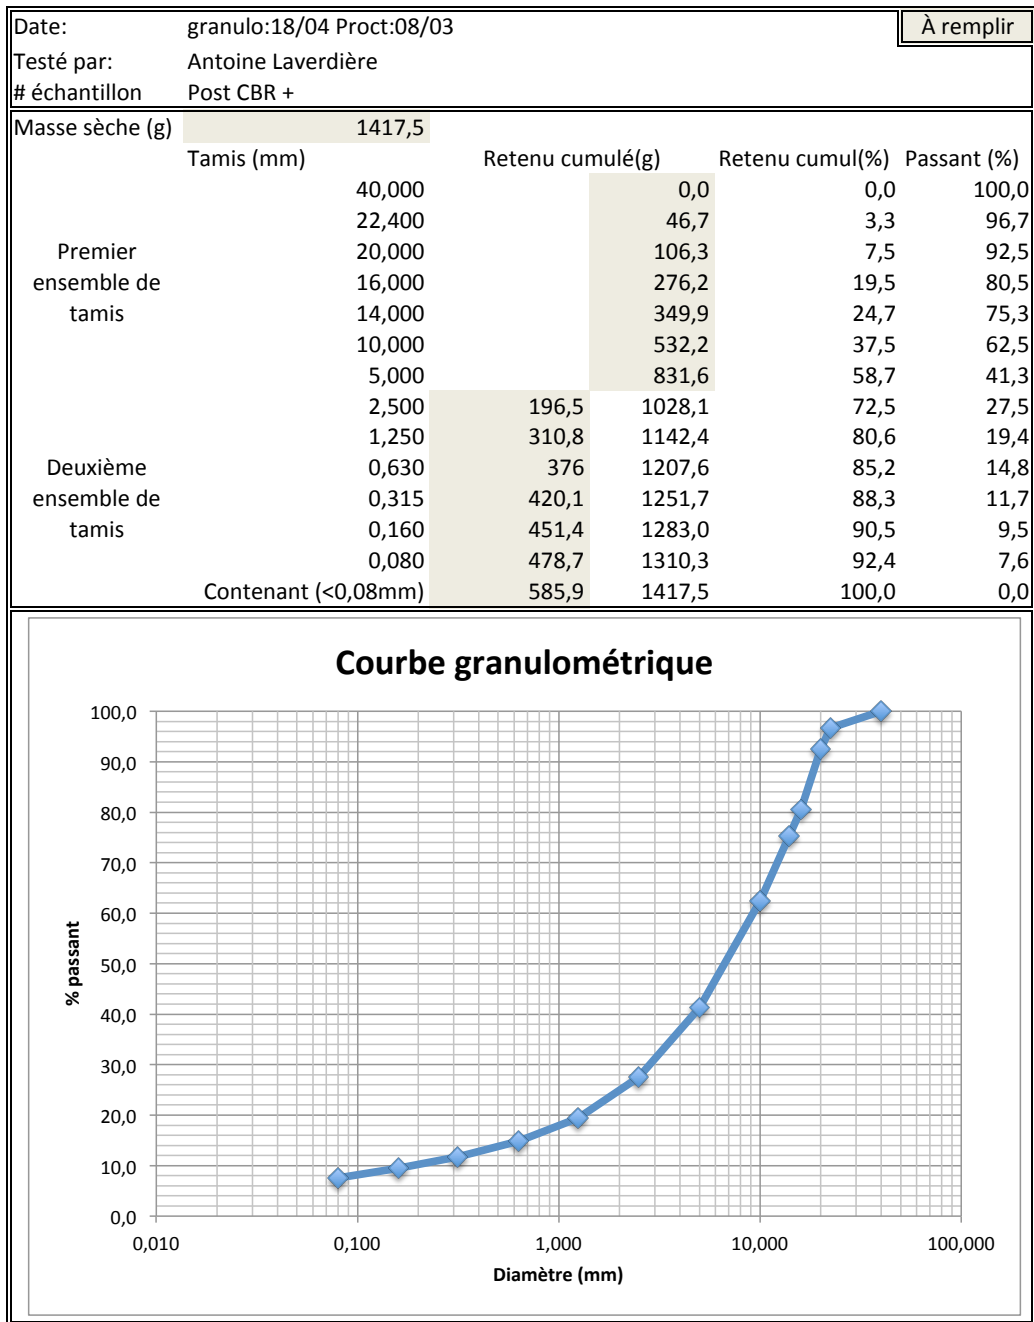 Date: granulo:18/04 Proct:08/03 À remplir
Testé par: Antoine Laverdière
# échantillon Post CBR +
Masse sèche (g) 1417,5
Tamis (mm) Retenu cumulé(g) Retenu cumul(%) Passant (%)
40,000 0,0 0,0 100,0
22,400 46,7 3,3 96,7
Premier 20,000 106,3 7,5 92,5
ensemble de 16,000 276,2 19,5 80,5
tamis 14,000 349,9 24,7 75,3
10,000 532,2 37,5 62,5
5,000 831,6 58,7 41,3
2,500 196,5 1028,1 72,5 27,5
1,250 310,8 1142,4 80,6 19,4
Deuxième 0,630 376 1207,6 85,2 14,8
ensemble de 0,315 420,1 1251,7 88,3 11,7
tamis 0,160 451,4 1283,0 90,5 9,5
0,080 478,7 1310,3 92,4 7,6
Contenant (<0,08mm) 585,9 1417,5 100,0 0,0
Courbe granulométrique
100,0
90,0
80,0
70,0
60,0
50,0
40,0
30,0
20,0
10,0
0,0
% passant
0,010 0,100 1,000 10,000 100,000
Diamètre (mm)